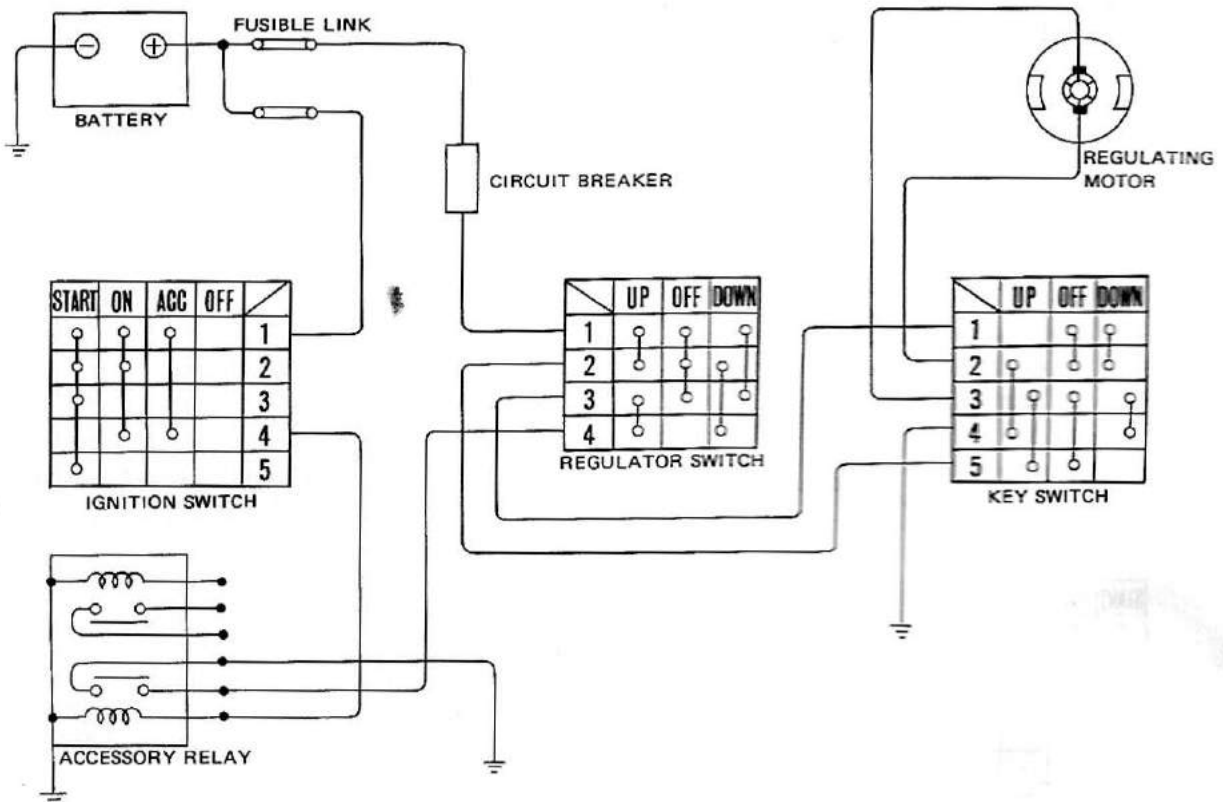 FUSIBLE LINK
− +
BATTERY
CIRCUIT BREAKER
REGULATING
MOTOR
START ON ACC OFF
1
2
3
4
5
IGNITION SWITCH
UP OFF DOWN
1
2
3
4
REGULATOR SWITCH
UP OFF DOWN
1
2
3
4
5
KEY SWITCH
ACCESSORY RELAY